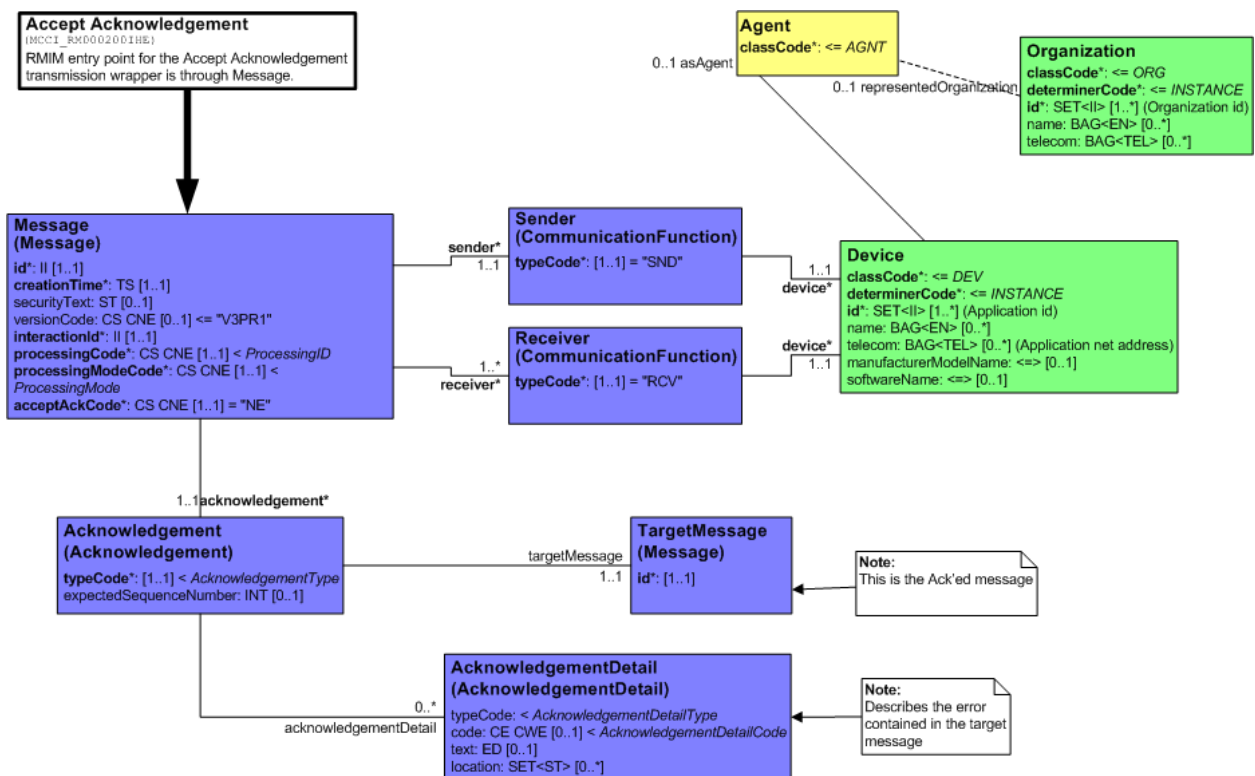 Accept Acknowledgement
(MCCI_RM000200IHE)
RMIM entry point for the Accept Acknowledgement
transmission wrapper is through Message.
Agent
classCode*: <= AGNT
0..1 asAgent
0..1 representedOrganization
Organization
classCode*: <= ORG
determinerCode*: <= INSTANCE
id*: SET<II> [1..*] (Organization id)
name: BAG<EN> [0..*]
telecom: BAG<TEL> [0..*]
Message
(Message)
id*: II [1..1]
creationTime*: TS [1..1]
securityText: ST [0..1]
versionCode: CS CNE [0..1] <= "V3PR1"
interactionId*: II [1..1]
processingCode*: CS CNE [1..1] < ProcessingID
processingModeCode*: CS CNE [1..1] <
ProcessingMode
acceptAckCode*: CS CNE [1..1] = "NE"
sender*
1..1
Sender
(CommunicationFunction)
typeCode*: [1..1] = "SND"
1..1
device*
1..*
receiver*
Receiver
(CommunicationFunction)
typeCode*: [1..1] = "RCV"
device*
1..1
Device
classCode*: <= DEV
determinerCode*: <= INSTANCE
id*: SET<II> [1..*] (Application id)
name: BAG<EN> [0..*]
telecom: BAG<TEL> [0..*] (Application net address)
manufacturerModelName: <=> [0..1]
softwareName: <=> [0..1]
1..1acknowledgement*
Acknowledgement
(Acknowledgement)
typeCode*: [1..1] < AcknowledgementType
expectedSequenceNumber: INT [0..1]
targetMessage
1..1
TargetMessage
(Message)
id*: [1..1]
Note:
This is the Ack'ed message
0..*
acknowledgementDetail
AcknowledgementDetail
(AcknowledgementDetail)
typeCode: < AcknowledgementDetailType
code: CE CWE [0..1] < AcknowledgementDetailCode
text: ED [0..1]
location: SET<ST> [0..*]
Note:
Describes the error
contained in the target
message